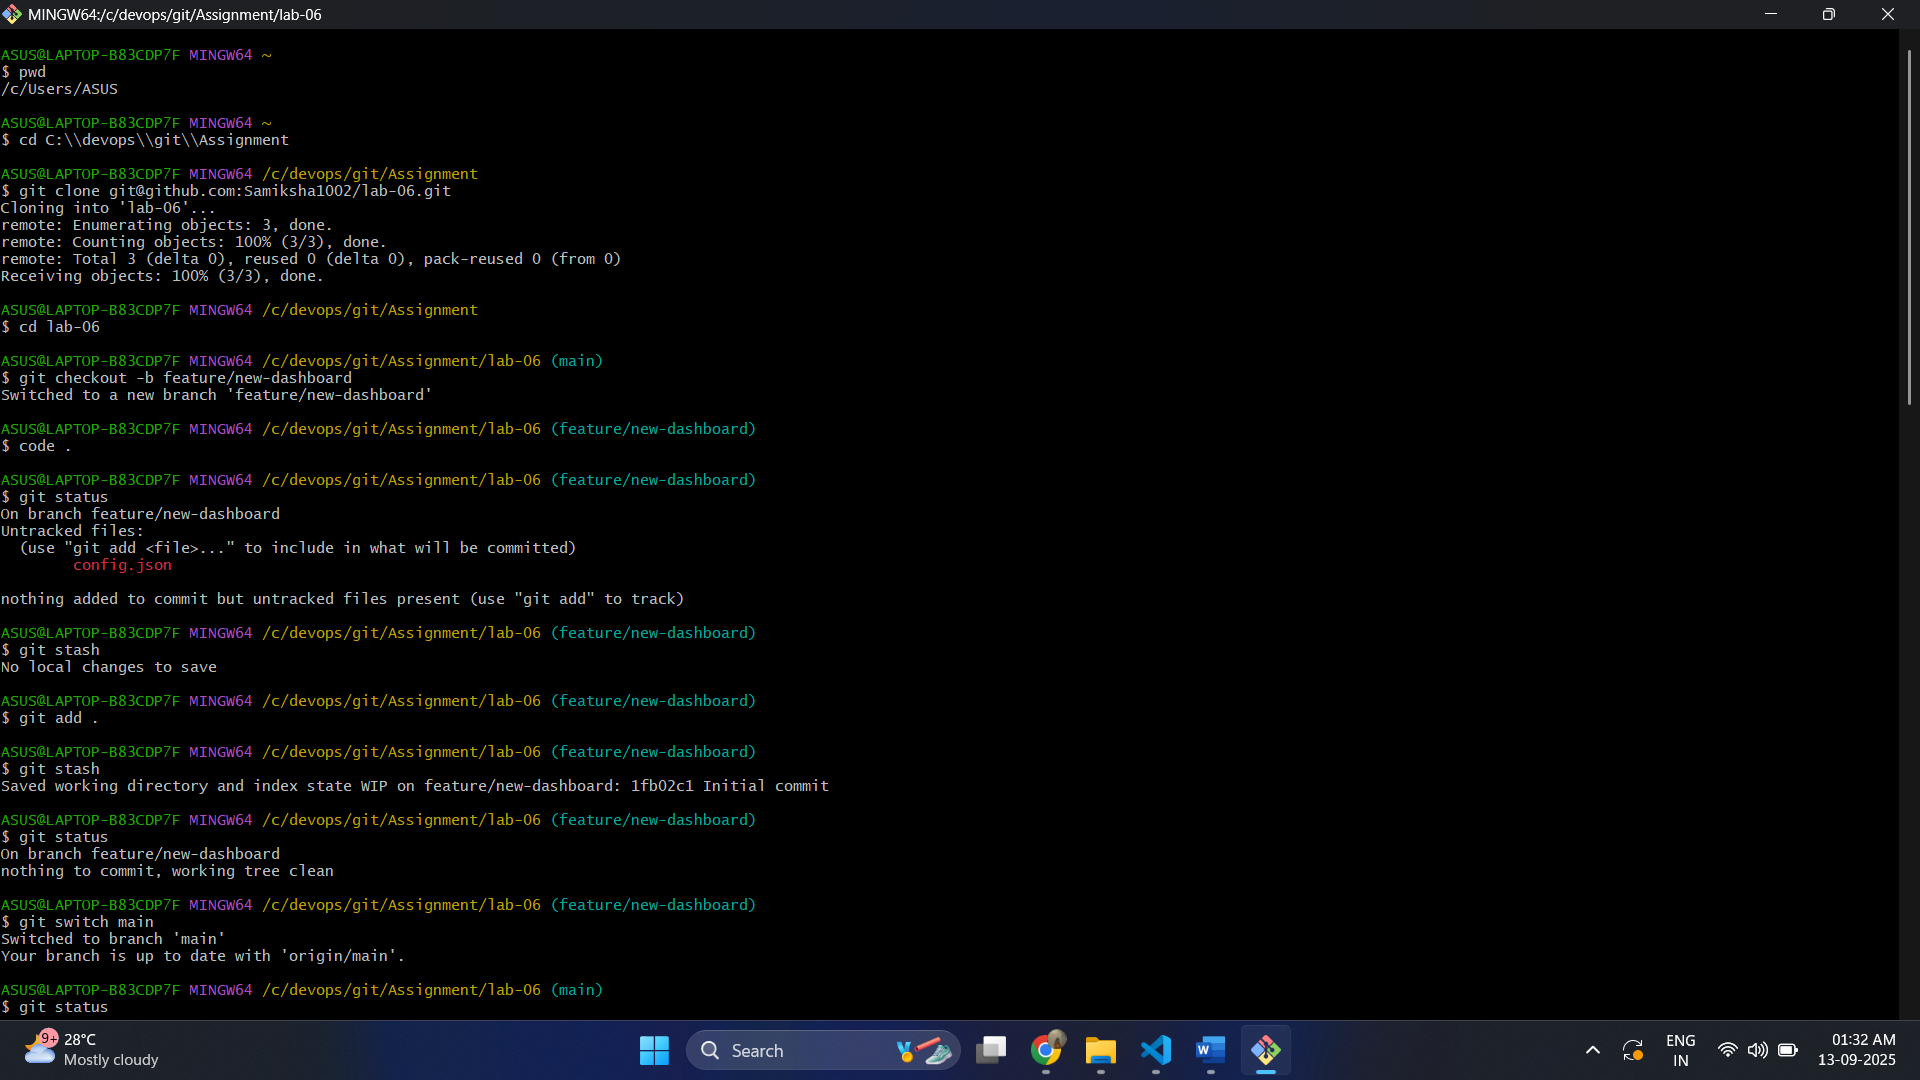 MINGW64:/c/devops/git/Assignment/lab-06
ASUS@LAPTOP-B83CDP7F MINGW64 ~
$ pwd
/c/Users/ASUS
ASUS@LAPTOP-B83CDP7F MINGW64 ~
$ cd C:\\devops\\git\\Assignment
ASUS@LAPTOP-B83CDP7F MINGW64 /c/devops/git/Assignment
$ git clone git@github.com:Samiksha1002/lab-06.git
Cloning into 'lab-06'...
remote: Enumerating objects: 3, done.
remote: Counting objects: 100% (3/3), done.
remote: Total 3 (delta 0), reused 0 (delta 0), pack-reused 0 (from 0)
Receiving objects: 100% (3/3), done.
ASUS@LAPTOP-B83CDP7F MINGW64 /c/devops/git/Assignment
$ cd lab-06
ASUS@LAPTOP-B83CDP7F MINGW64 /c/devops/git/Assignment/lab-06 (main)
$ git checkout -b feature/new-dashboard
Switched to a new branch 'feature/new-dashboard'
ASUS@LAPTOP-B83CDP7F MINGW64 /c/devops/git/Assignment/lab-06 (feature/new-dashboard)
$ code .
ASUS@LAPTOP-B83CDP7F MINGW64 /c/devops/git/Assignment/lab-06 (feature/new-dashboard)
$ git status
On branch feature/new-dashboard
Untracked files:
  (use "git add <file>..." to include in what will be committed)
        config.json
nothing added to commit but untracked files present (use "git add" to track)
ASUS@LAPTOP-B83CDP7F MINGW64 /c/devops/git/Assignment/lab-06 (feature/new-dashboard)
$ git stash
No local changes to save
ASUS@LAPTOP-B83CDP7F MINGW64 /c/devops/git/Assignment/lab-06 (feature/new-dashboard)
$ git add .
ASUS@LAPTOP-B83CDP7F MINGW64 /c/devops/git/Assignment/lab-06 (feature/new-dashboard)
$ git stash
Saved working directory and index state WIP on feature/new-dashboard: 1fb02c1 Initial commit
ASUS@LAPTOP-B83CDP7F MINGW64 /c/devops/git/Assignment/lab-06 (feature/new-dashboard)
$ git status
On branch feature/new-dashboard
nothing to commit, working tree clean
ASUS@LAPTOP-B83CDP7F MINGW64 /c/devops/git/Assignment/lab-06 (feature/new-dashboard)
$ git switch main
Switched to branch 'main'
Your branch is up to date with 'origin/main'.
ASUS@LAPTOP-B83CDP7F MINGW64 /c/devops/git/Assignment/lab-06 (main)
$ git status
9+
28°C
Mostly cloudy
Search
W
ENG
IN
01:32 AM
13-09-2025